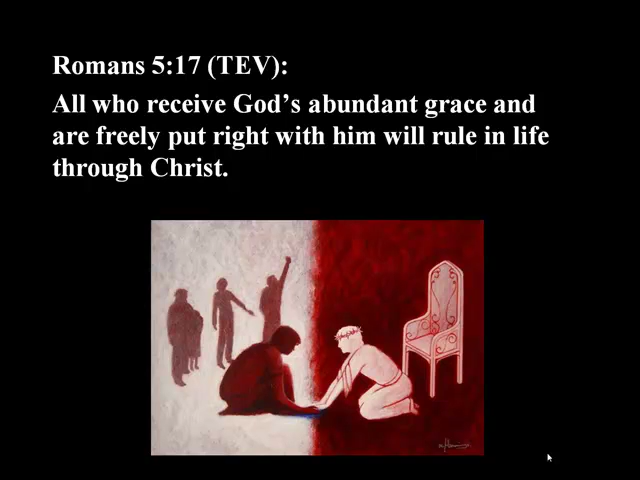 Romans 5:17 (TEV):
All who receive God’s abundant grace and
are freely put right with him will rule in life
through Christ.